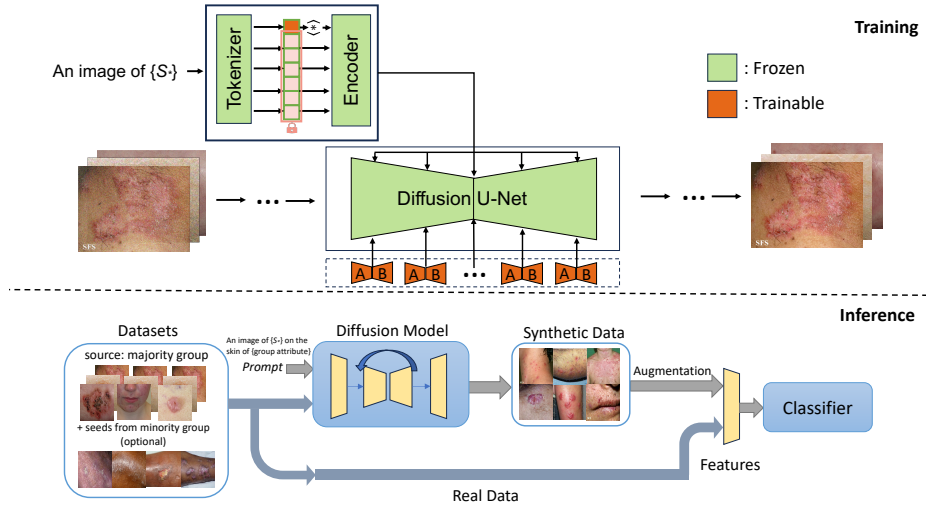 Training
An image of {S*}
Tokenizer
⟨*⟩
Encoder
: Frozen
: Trainable
SFS
Diffusion U-Net
SFS
A B
A B
A B
A B
Inference
Datasets
source: majority group
+ seeds from minority group
(optional)
An image of {S*} on the
skin of {group attribute}
Prompt
Diffusion Model
Synthetic Data
Augmentation
Classifier
Features
Real Data